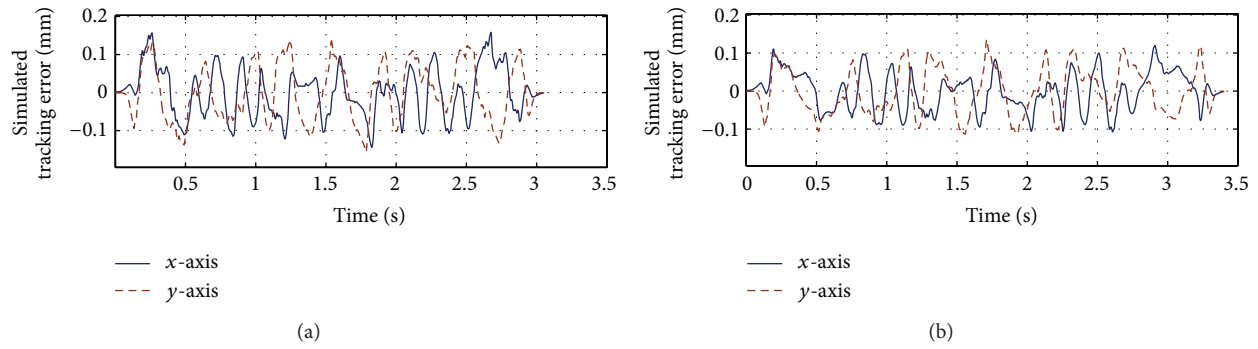 Simulated
tracking error (mm)
0.2
0.1
0
−0.1
0.5 1 1.5 2 2.5 3 3.5
Time (s)
x-axis
y-axis
(a)
Simulated
tracking error (mm)
0.2
0.1
0
−0.1
0 0.5 1 1.5 2 2.5 3 3.5
Time (s)
x-axis
y-axis
(b)